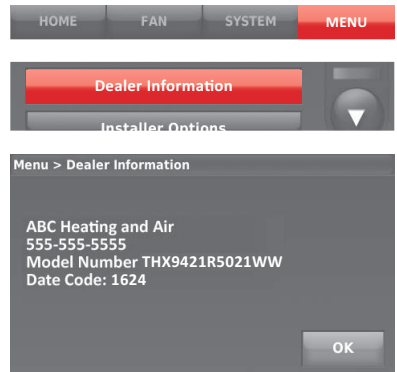 HOME FAN SYSTEM MENU
Dealer Information
Installer Options
Menu > Dealer Information
ABC Heating and Air
555-555-5555
Model Number THX9421R5021WW
Date Code: 1624
OK